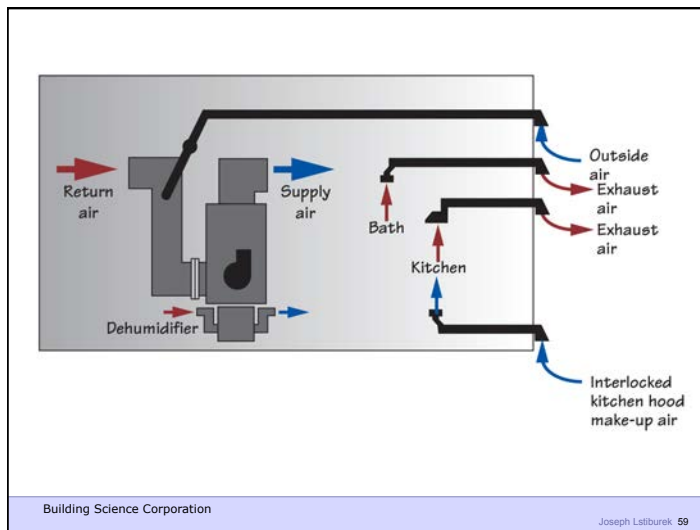 Outside
air
Return
air
Supply
air
Exhaust
air
Bath
Exhaust
air
Kitchen
Dehumidifier
Interlocked
kitchen hood
make-up air
Building Science Corporation
Joseph Lstiburek 59